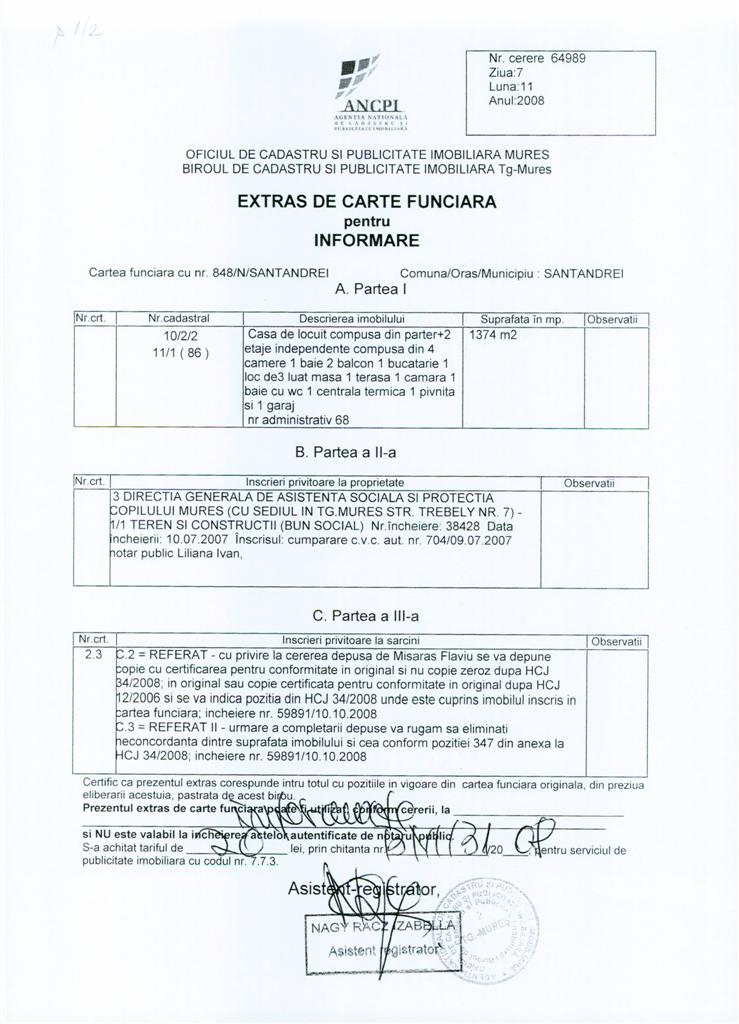 p 1/2
Nr. cerere 64989
Ziua:7
Luna:11
Anul:2008
ANCPI
AGENTIA NATIONALA
DE CADASTRU SI
PUBLICITATE IMOBILIARA
OFICIUL DE CADASTRU SI PUBLICITATE IMOBILIARA MURES
BIROUL DE CADASTRU SI PUBLICITATE IMOBILIARA Tg-Mures
EXTRAS DE CARTE FUNCIARA
pentru
INFORMARE
Cartea funciara cu nr. 848/N/SANTANDREI Comuna/Oras/Municipiu : SANTANDREI
A. Partea I
Nr.crt. Nr.cadastral Descrierea imobilului Suprafata în mp. Observatii
10/2/2 Casa de locuit compusa din parter+2 1374 m2
11/1 ( 86 ) etaje independente compusa din 4
camere 1 baie 2 balcon 1 bucatarie 1
loc de3 luat masa 1 terasa 1 camara 1
baie cu wc 1 centrala termica 1 pivnita
si 1 garaj
nr administrativ 68
B. Partea a II-a
Nr.crt. Inscrieri privitoare la proprietate Observatii
3 DIRECTIA GENERALA DE ASISTENTA SOCIALA SI PROTECTIA
COPILULUI MURES (CU SEDIUL IN TG.MURES STR. TREBELY NR. 7) -
1/1 TEREN SI CONSTRUCTII (BUN SOCIAL) Nr.încheiere: 38428 Data
încheierii: 10.07.2007 Înscrisul: cumparare c.v.c. aut. nr. 704/09.07.2007
notar public Liliana Ivan,
C. Partea a III-a
Nr.crt. Inscrieri privitoare la sarcini Observatii
2.3 C.2 = REFERAT - cu privire la cererea depusa de Misaras Flaviu se va depune
copie cu certificarea pentru conformitate in original si nu copie zeroz dupa HCJ
34/2008; in original sau copie certificata pentru conformitate in original dupa HCJ
12/2006 si se va indica pozitia din HCJ 34/2008 unde este cuprins imobilul inscris in
cartea funciara; incheiere nr. 59891/10.10.2008
C.3 = REFERAT II - urmare a completarii depuse va rugam sa eliminati
neconcordanta dintre suprafata imobilului si cea conform pozitiei 347 din anexa la
HCJ 34/2008; incheiere nr. 59891/10.10.2008
Certific ca prezentul extras corespunde intru totul cu pozitiile in vigoare din cartea funciara originala, din preziua
eliberarii acestuia, pastrata de acest birou.
Prezentul extras de carte funciara poate fi utilizat conform cererii, la
si NU este valabil la incheierea actelor autentificate de notarul public.
S-a achitat tariful de 20 lei, prin chitanta nr /20 pentru serviciul de
publicitate imobiliara cu codul nr. 7.7.3.
Asistent-registrator,
NAGY RACZ IZABELLA
Asistent registrator
TG-MURES